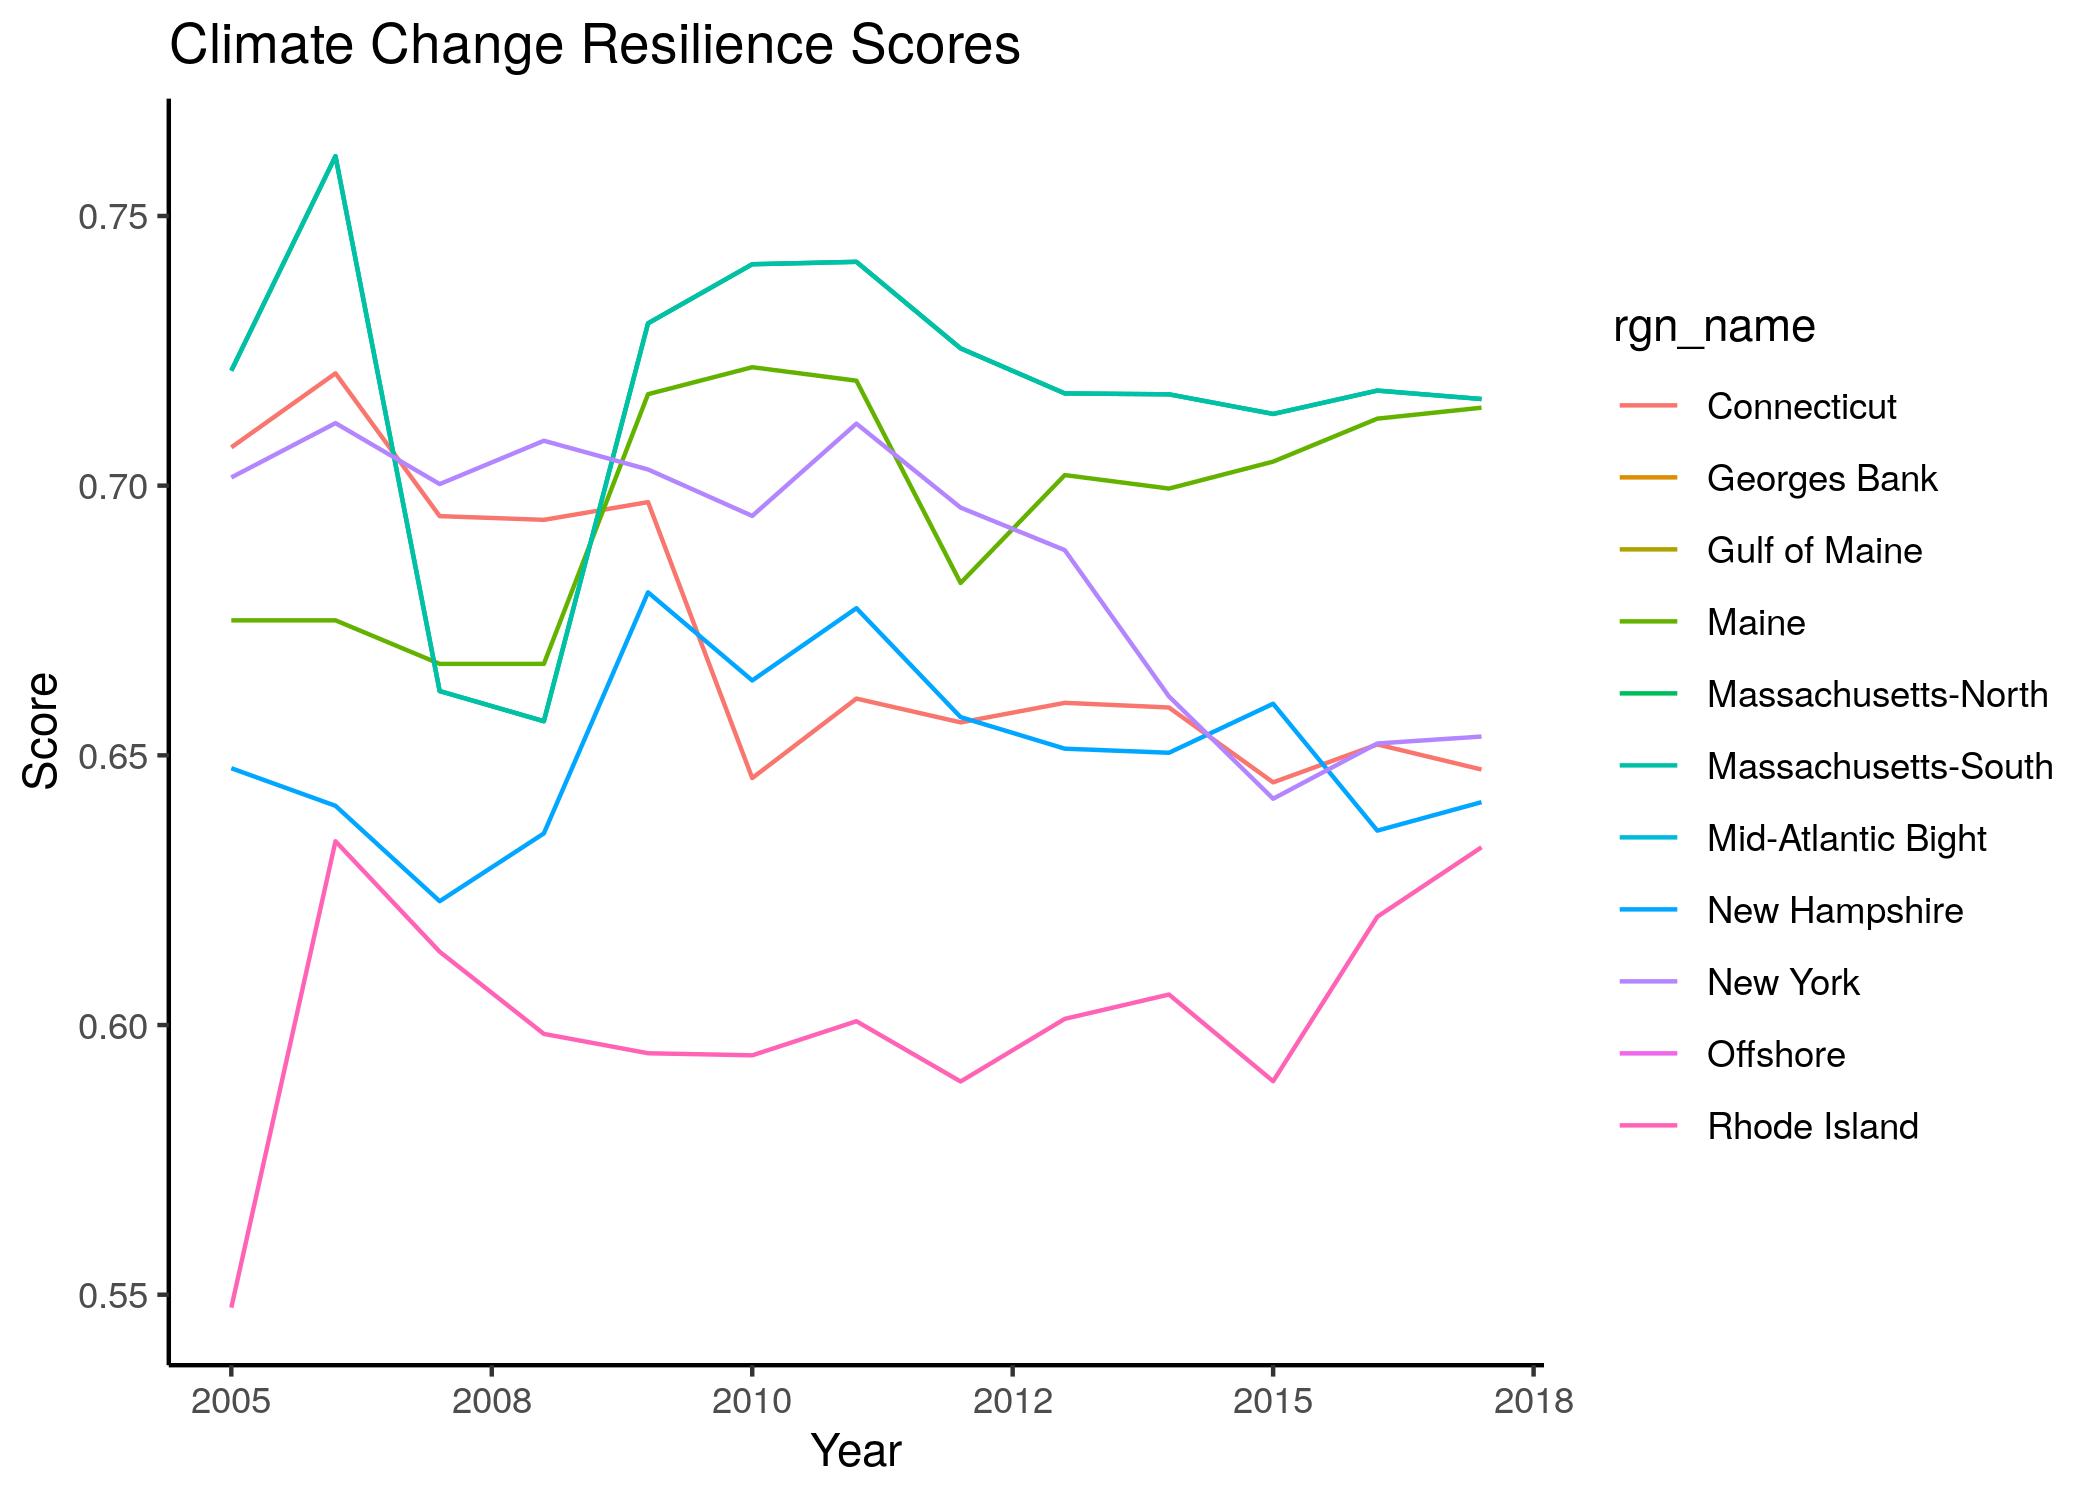 Climate Change Resilience Scores
0.75
0.70
0.65
0.60
0.55
Score
2005 2008 2010 2012 2015 2018
Year
rgn_name
Connecticut
Georges Bank
Gulf of Maine
Maine
Massachusetts-North
Massachusetts-South
Mid-Atlantic Bight
New Hampshire
New York
Offshore
Rhode Island